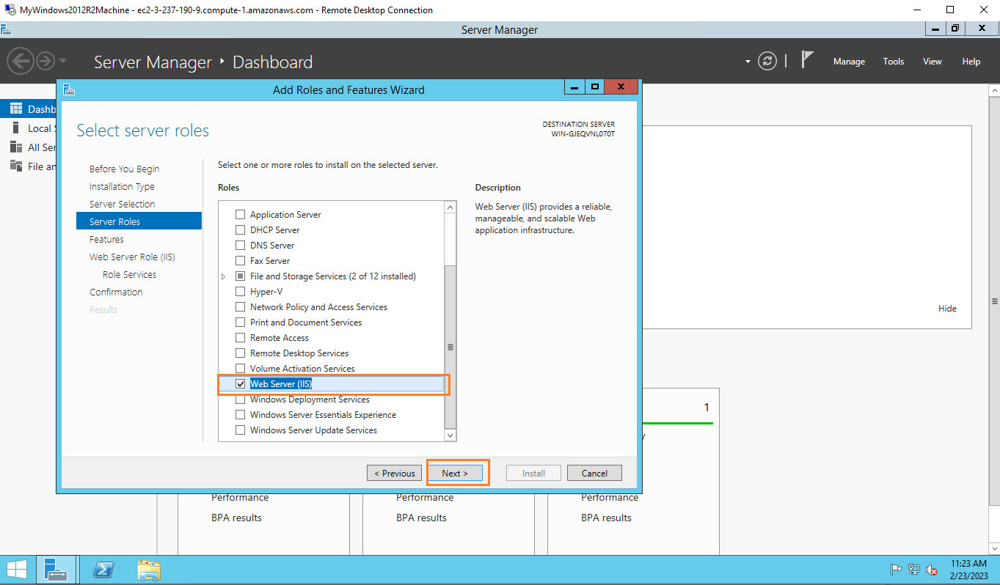 MyWindows2012R2Machine - ec2-3-237-190-9.compute-1.amazonaws.com - Remote Desktop Connection
Server Manager
Server Manager ‣ Dashboard
Manage Tools View Help
Add Roles and Features Wizard
Dashb
Local S
All Ser
File an
Select server roles
DESTINATION SERVER
WIN-GJEQVNL070T
Before You Begin
Installation Type
Server Selection
Server Roles
Features
Web Server Role (IIS)
Role Services
Confirmation
Results
Select one or more roles to install on the selected server.
Roles
Application Server
DHCP Server
DNS Server
Fax Server
File and Storage Services (2 of 12 installed)
Hyper-V
Network Policy and Access Services
Print and Document Services
Remote Access
Remote Desktop Services
Volume Activation Services
Web Server (IIS)
Windows Deployment Services
Windows Server Essentials Experience
Windows Server Update Services
Description
Web Server (IIS) provides a reliable,
manageable, and scalable Web
application infrastructure.
Hide
1
< Previous Next > Install Cancel
Performance Performance Performance
BPA results BPA results BPA results
11:23 AM
2/23/2023